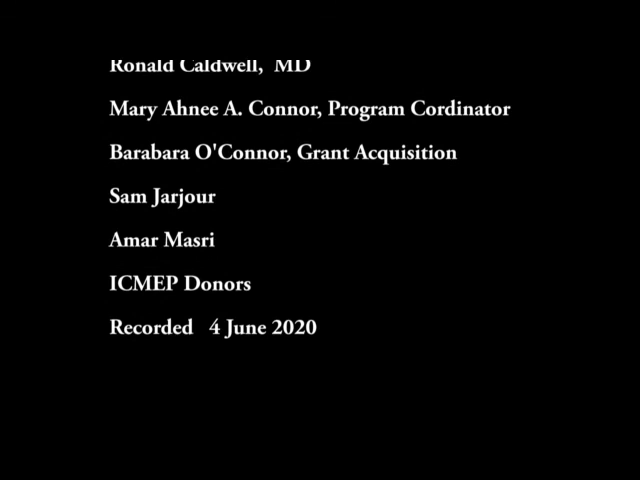 Ronald Caldwell, MD
Mary Ahnee A. Connor, Program Cordinator
Barabara O'Connor, Grant Acquisition
Sam Jarjour
Amar Masri
ICMEP Donors
Recorded 4 June 2020